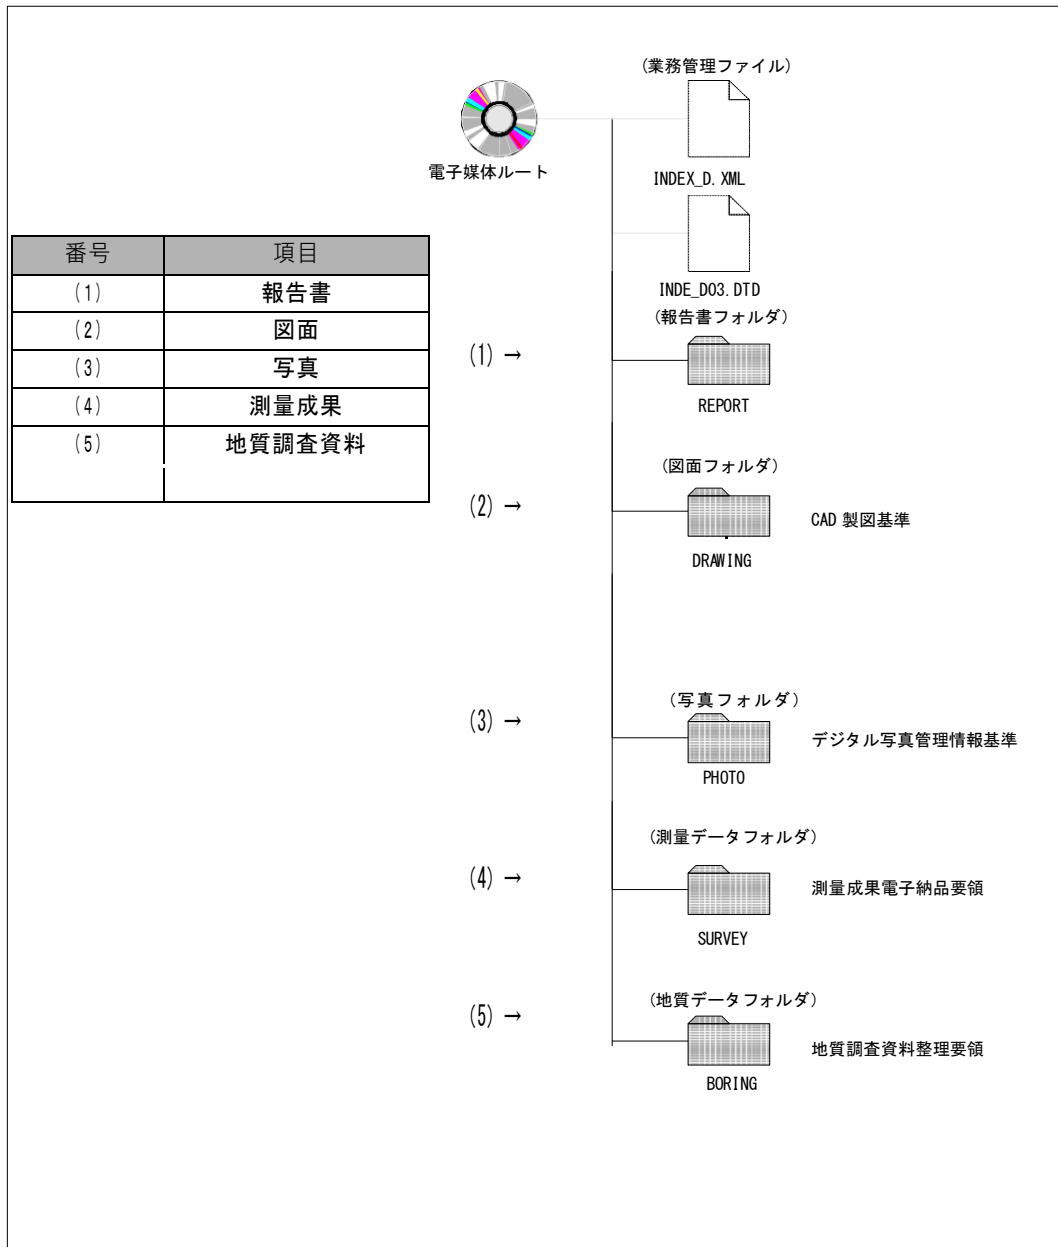 (業務管理ファイル)
電子媒体ルート
INDEX_D. XML
INDE_D03. DTD
番号 項目
(1) 報告書
(2) 図面
(3) 写真
(4) 測量成果
(5) 地質調査資料
(報告書フォルダ)
(1) →
REPORT
(図面フォルダ)
(2) →
CAD 製図基準
DRAWING
(写真フォルダ)
(3) →
デジタル写真管理情報基準
PHOTO
(測量データフォルダ)
(4) →
測量成果電子納品要領
SURVEY
(地質データフォルダ)
(5) →
地質調査資料整理要領
BORING